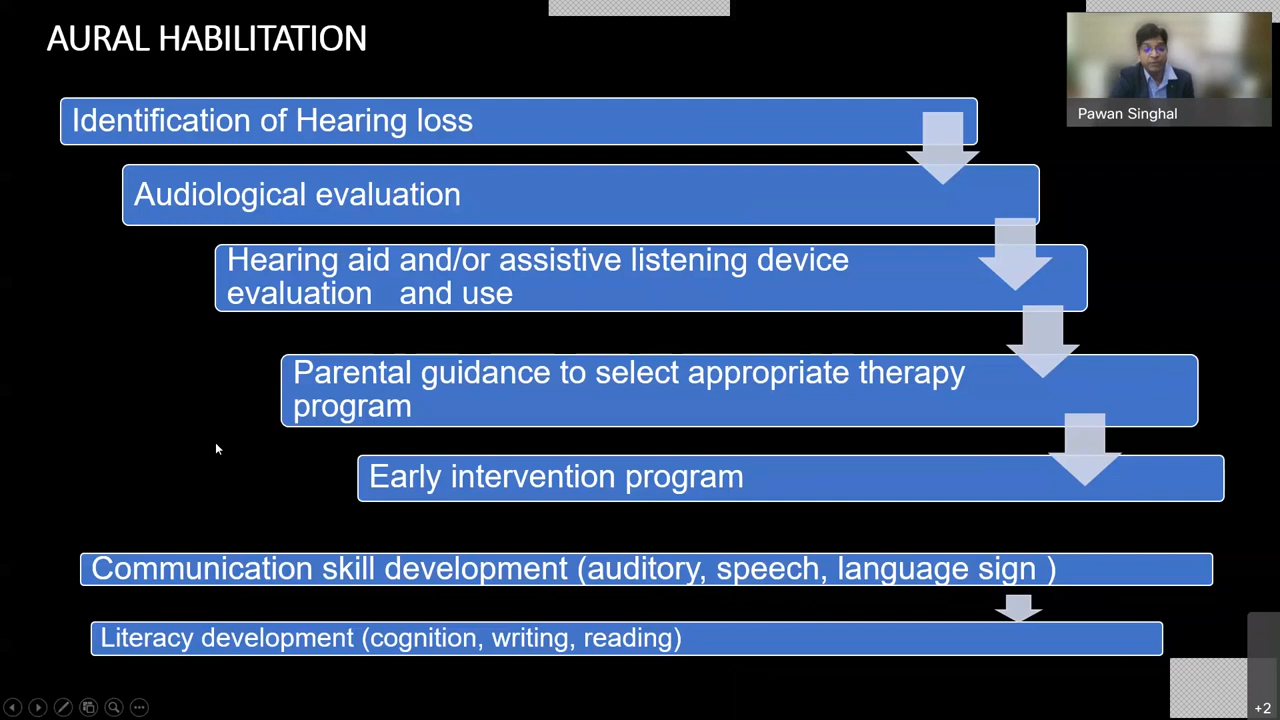 AURAL HABILITATION
Pawan Singhal
Identification of Hearing loss
Audiological evaluation
Hearing aid and/or assistive listening device
evaluation and use
Parental guidance to select appropriate therapy
program
Early intervention program
Communication skill development (auditory, speech, language sign )
Literacy development (cognition, writing, reading)
+2